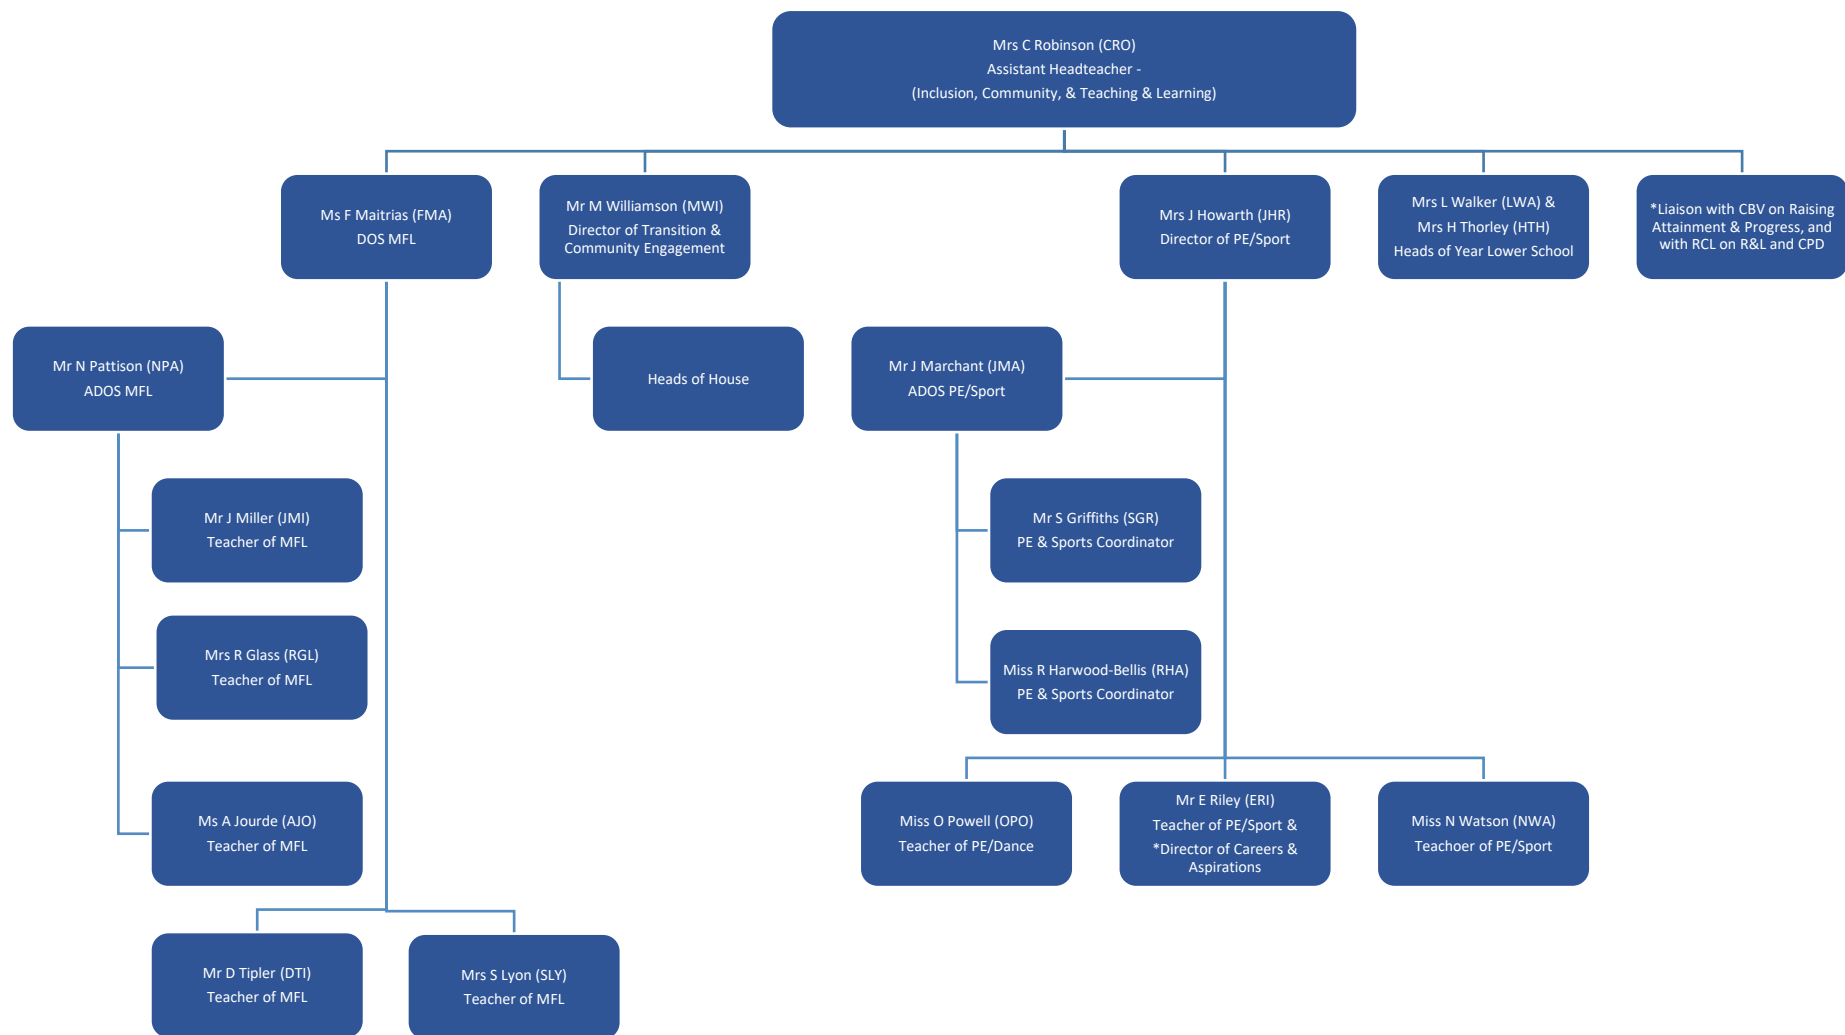 Mrs C Robinson (CRO)
Assistant Headteacher -
(Inclusion, Community, & Teaching & Learning)
Ms F Maitrias (FMA)
DOS MFL
Mr M Williamson (MWI)
Director of Transition &
Community Engagement
Mrs J Howarth (JHR)
Director of PE/Sport
Mrs L Walker (LWA) &
Mrs H Thorley (HTH)
Heads of Year Lower School
*Liaison with CBV on Raising
Attainment & Progress, and
with RCL on R&L and CPD
Mr N Pattison (NPA)
ADOS MFL
Heads of House
Mr J Marchant (JMA)
ADOS PE/Sport
Mr J Miller (JMI)
Teacher of MFL
Mr S Griffiths (SGR)
PE & Sports Coordinator
Mrs R Glass (RGL)
Teacher of MFL
Miss R Harwood-Bellis (RHA)
PE & Sports Coordinator
Ms A Jourde (AJO)
Teacher of MFL
Miss O Powell (OPO)
Teacher of PE/Dance
Mr E Riley (ERI)
Teacher of PE/Sport &
*Director of Careers &
Aspirations
Miss N Watson (NWA)
Teachoer of PE/Sport
Mr D Tipler (DTI)
Teacher of MFL
Mrs S Lyon (SLY)
Teacher of MFL